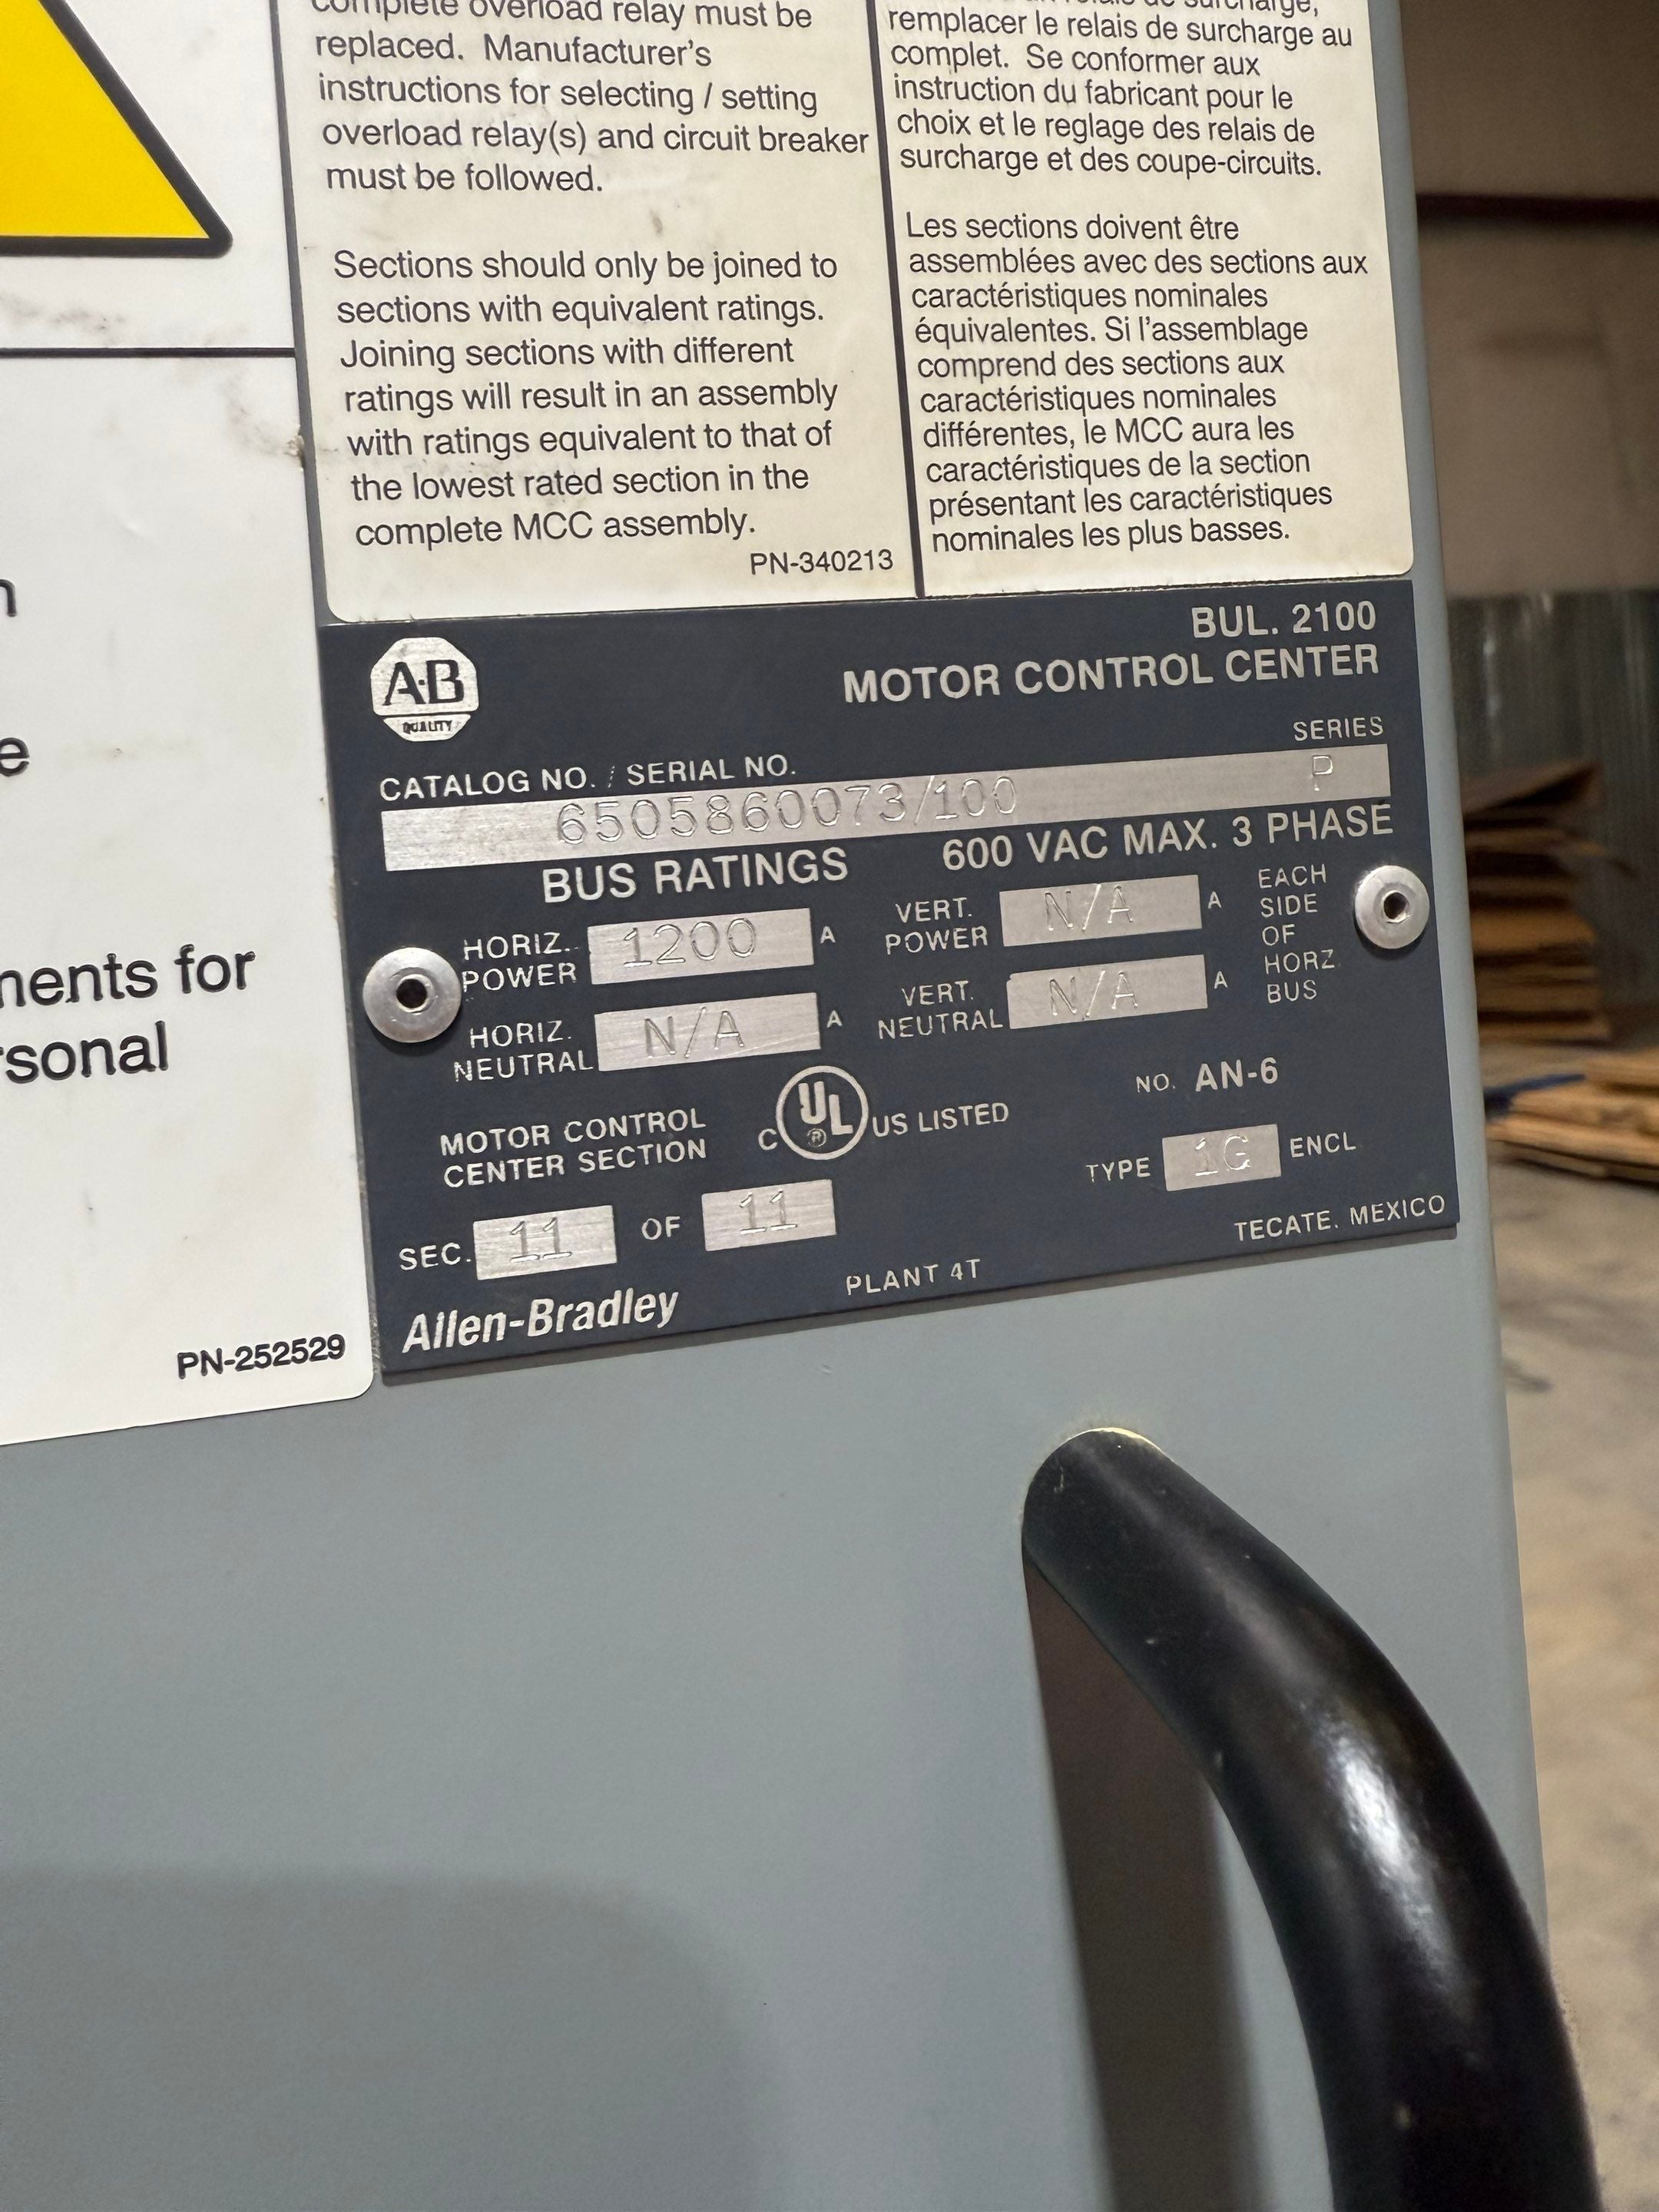 complete overload relay must be
replaced. Manufacturer's
instructions for selecting / setting
overload relay(s) and circuit breaker
must be followed.
Sections should only be joined to
sections with equivalent ratings.
Joining sections with different
ratings will result in an assembly
with ratings equivalent to that of
the lowest rated section in the
complete MCC assembly.
PN-340213
remplacer le relais de surcharge au
complet. Se conformer aux
instruction du fabricant pour le
choix et le reglage des relais de
surcharge et des coupe-circuits.
Les sections doivent être
assemblées avec des sections aux
caractéristiques nominales
équivalentes. Si l'assemblage
comprend des sections aux
caractéristiques nominales
différentes, le MCC aura les
caractéristiques de la section
présentant les caractéristiques
nominales les plus basses.
ments for
rsonal
PN-252529
A·B
QUALITY
BUL. 2100
MOTOR CONTROL CENTER
CATALOG NO. / SERIAL NO.
SERIES
6505860073/100
P
BUS RATINGS
600 VAC MAX. 3 PHASE
HORIZ.
POWER
1200
A
VERT.
POWER
N/A
A
EACH
SIDE
OF
HORZ
BUS
HORIZ.
NEUTRAL
N/A
A
VERT.
NEUTRAL
N/A
A
MOTOR CONTROL
CENTER SECTION
C UL ® US LISTED
NO. AN-6
TYPE 1G ENCL
SEC. 11 OF 11
TECATE. MEXICO
Allen-Bradley
PLANT 4T